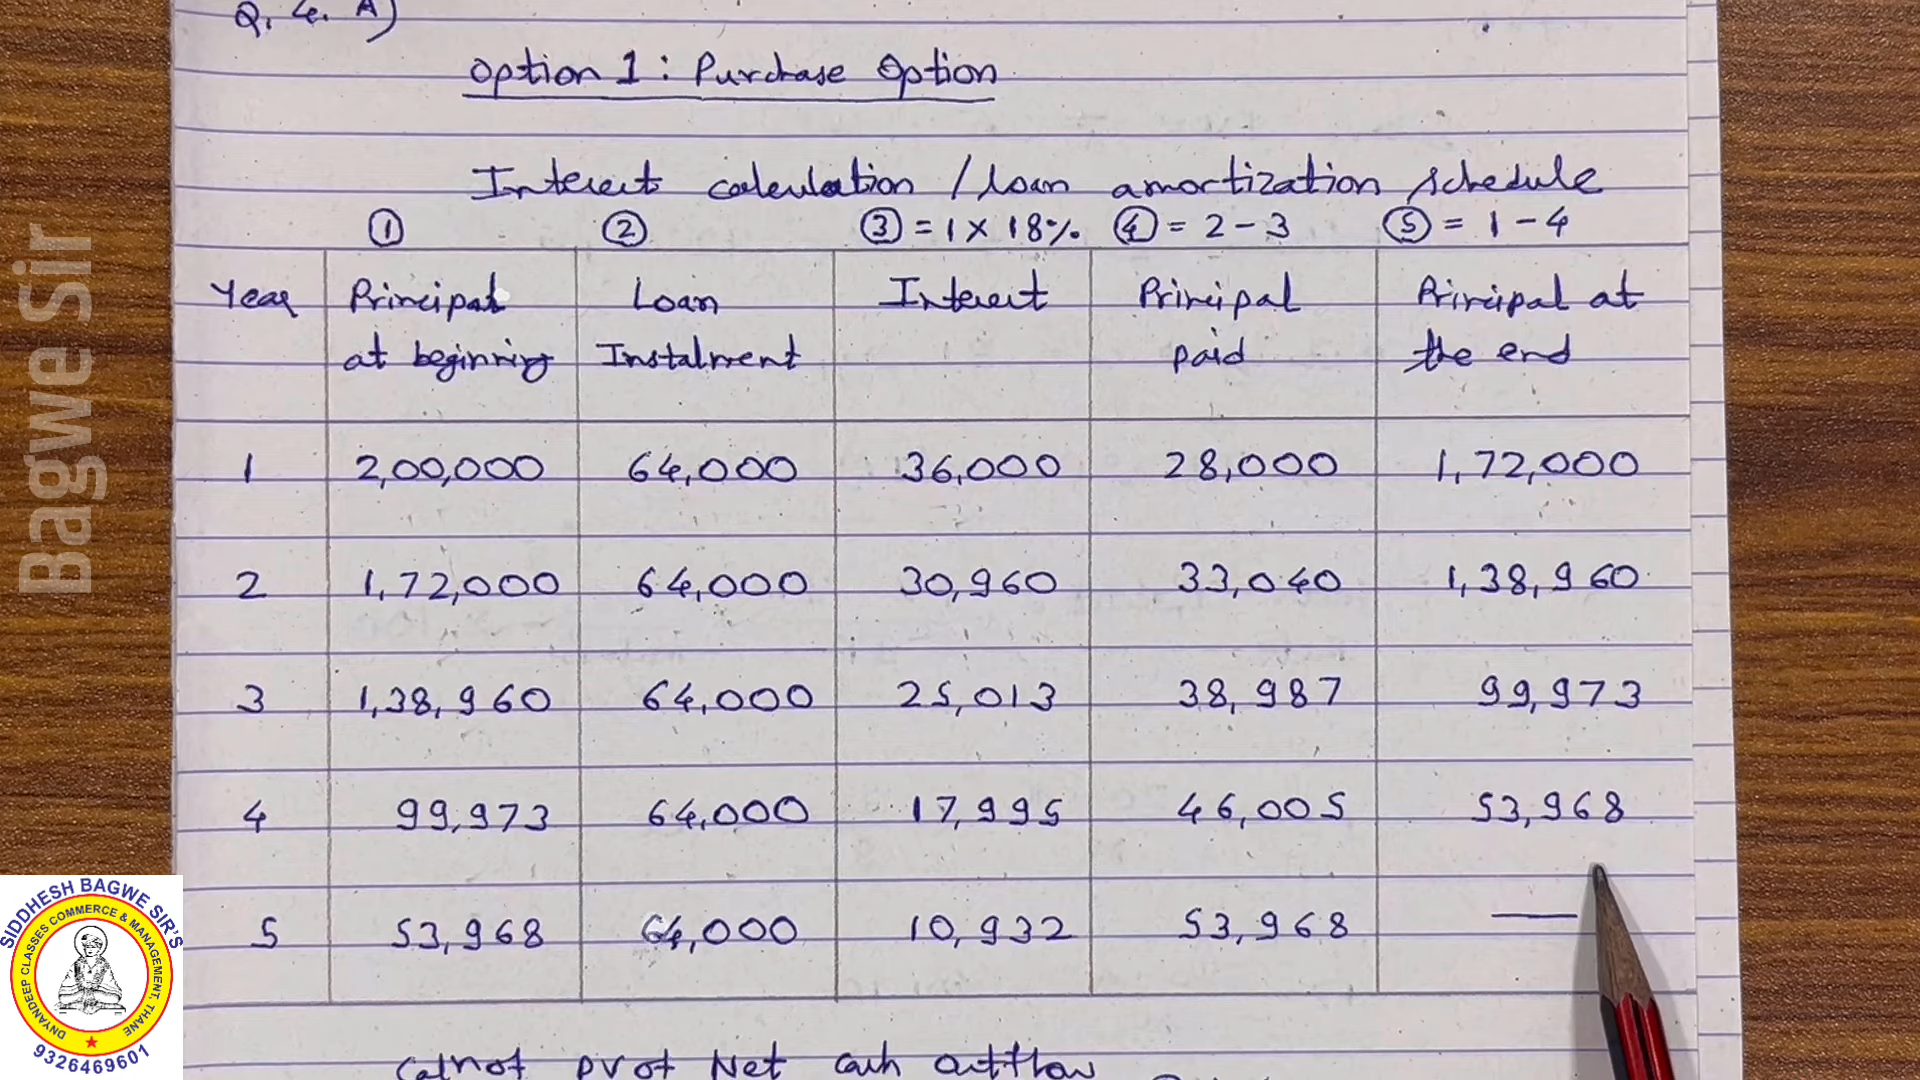 Q. 4. A)
Option 1 : Purchase Option
Interest calculation / loan amortization schedule
① ② ③ = 1 × 18% ④ = 2 - 3 ⑤ = 1 - 4
Year Principal at beginning Loan Instalment Interest Principal paid Principal at the end
1 2,00,000 64,000 36,000 28,000 1,72,000
2 1,72,000 64,000 30,960 33,040 1,38,960
3 1,38,960 64,000 25,013 38,987 99,973
4 99,973 64,000 17,995 46,005 53,968
5 53,968 64,000 10,932 53,968 —
Net cash outflow
Bagwe Sir
SIDDHESH BAGWE SIR'S
DNYANDEEP CLASSES COMMERCE & MANAGEMENT, THANE
9326469601